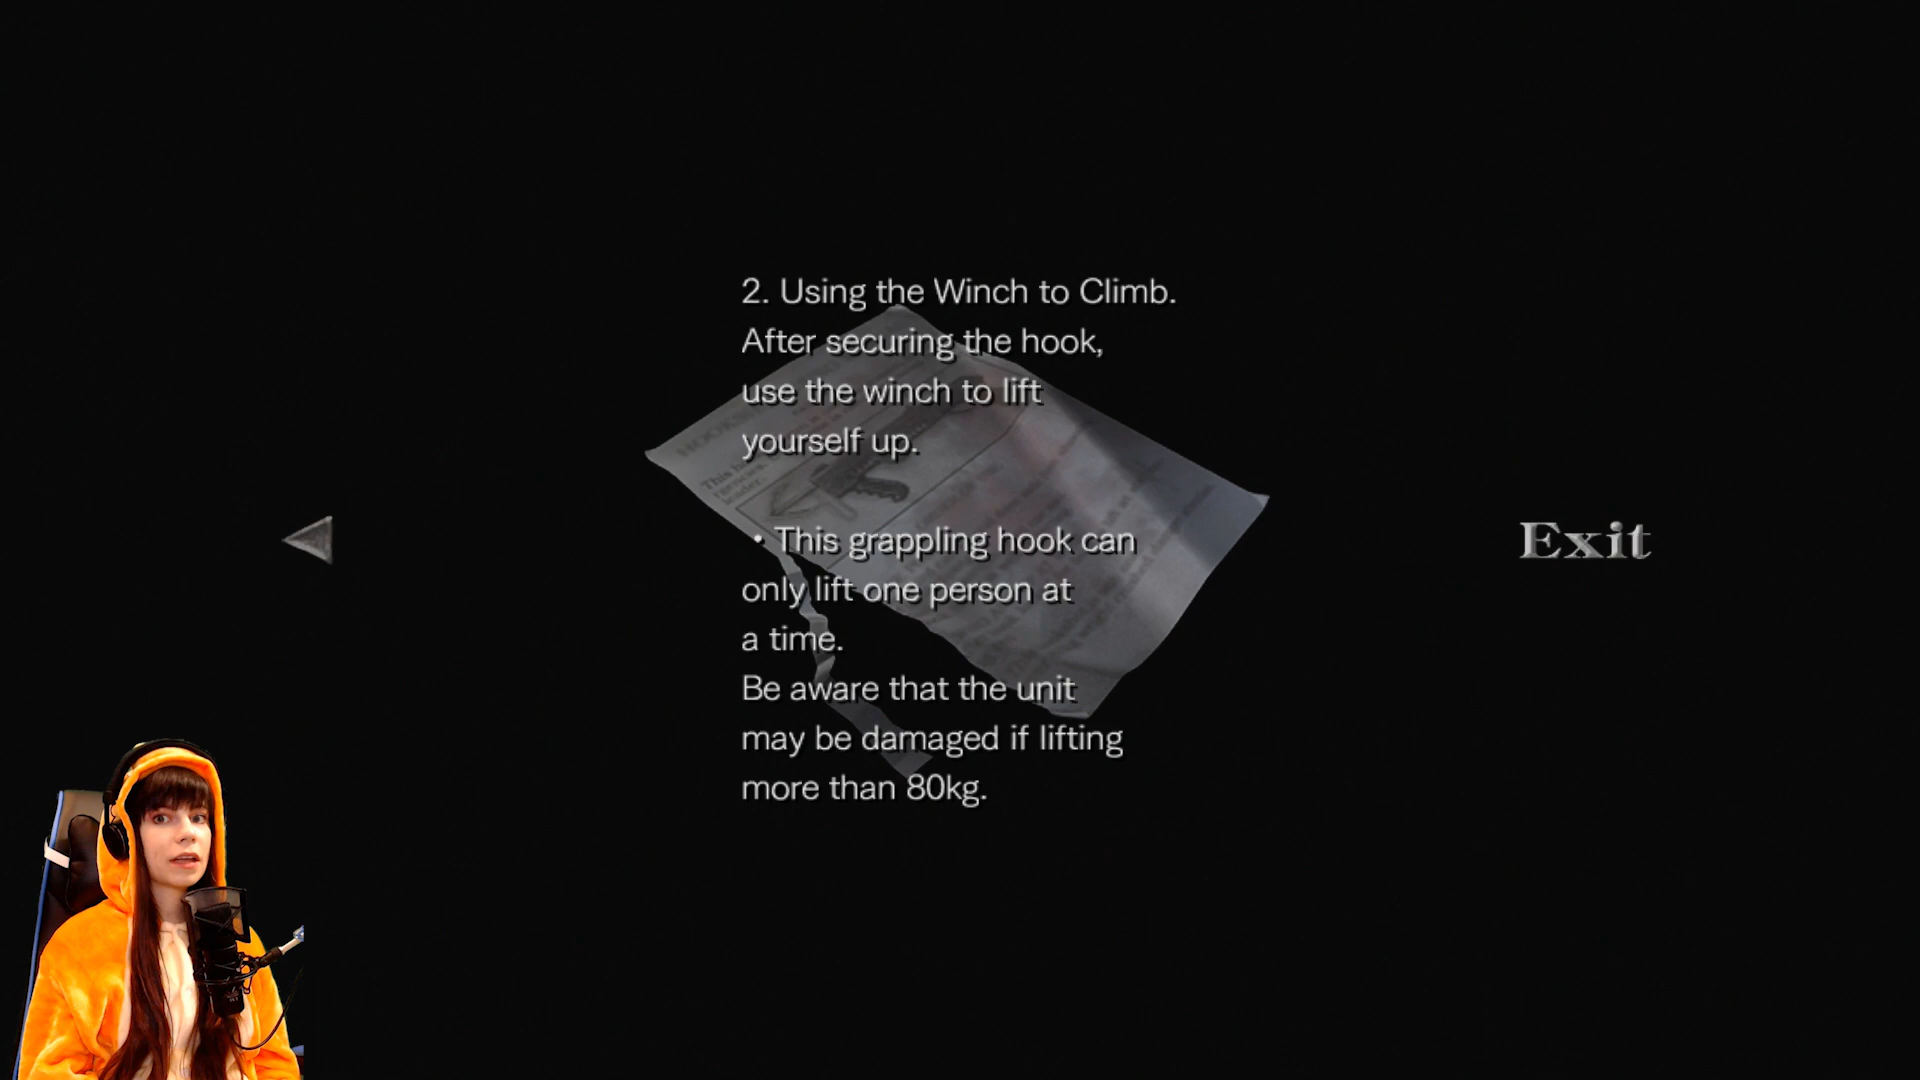 2. Using the Winch to Climb.
After securing the hook,
use the winch to lift
yourself up.
・This grappling hook can
only lift one person at
a time.
Be aware that the unit
may be damaged if lifting
more than 80kg.
Exit